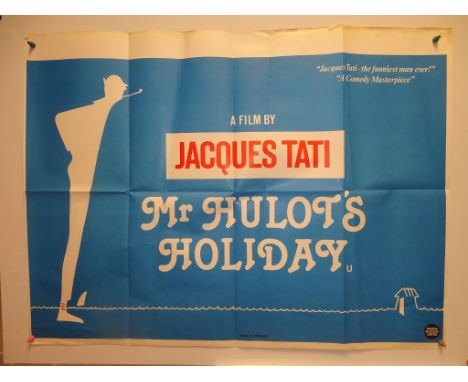 "Jacques Tati - the funniest man ever!"
"A Comedy Masterpiece"
A FILM BY
JACQUES TATI
Mr HULOT'S
HOLIDAY
U